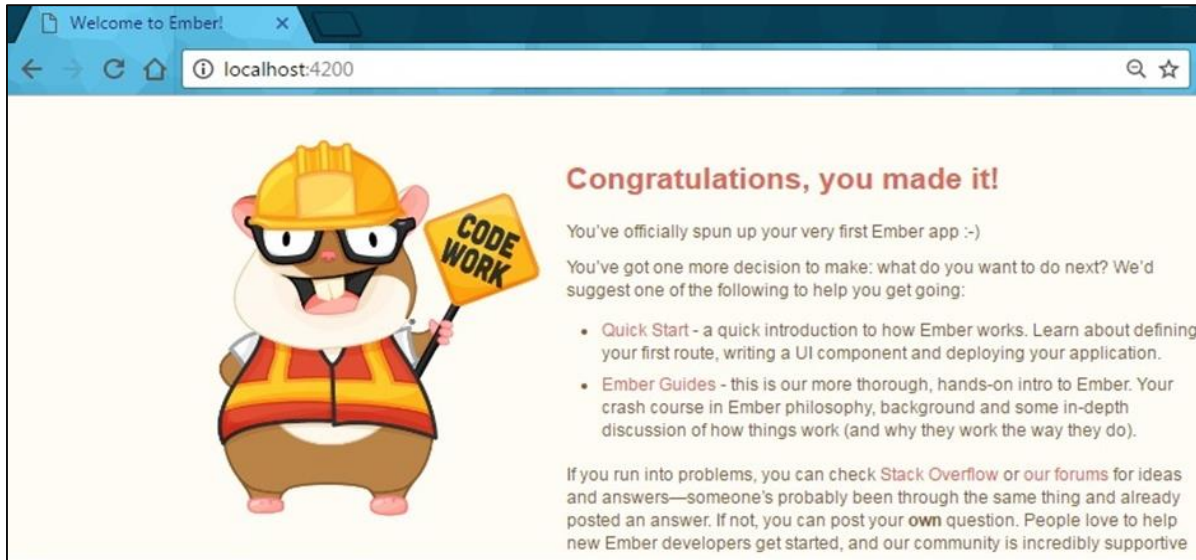 Welcome to Ember!
localhost:4200
CODE
WORK
Congratulations, you made it!
You've officially spun up your very first Ember app :-)
You've got one more decision to make: what do you want to do next? We'd
suggest one of the following to help you get going:
• Quick Start - a quick introduction to how Ember works. Learn about defining
your first route, writing a UI component and deploying your application.
• Ember Guides - this is our more thorough, hands-on intro to Ember. Your
crash course in Ember philosophy, background and some in-depth
discussion of how things work (and why they work the way they do).
If you run into problems, you can check Stack Overflow or our forums for ideas
and answers—someone's probably been through the same thing and already
posted an answer. If not, you can post your own question. People love to help
new Ember developers get started, and our community is incredibly supportive